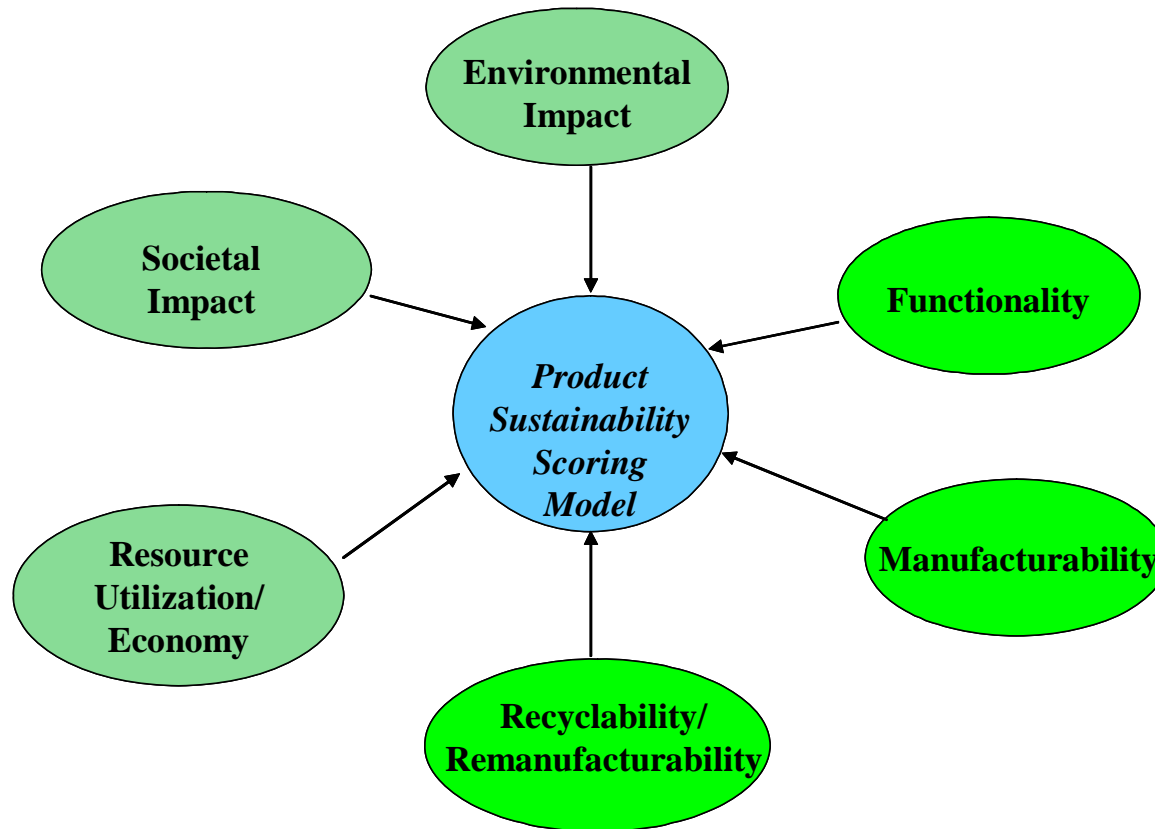 Environmental
Impact
Societal
Impact
Functionality
Product
Sustainability
Scoring
Model
Resource
Utilization/
Economy
Manufacturability
Recyclability/
Remanufacturability